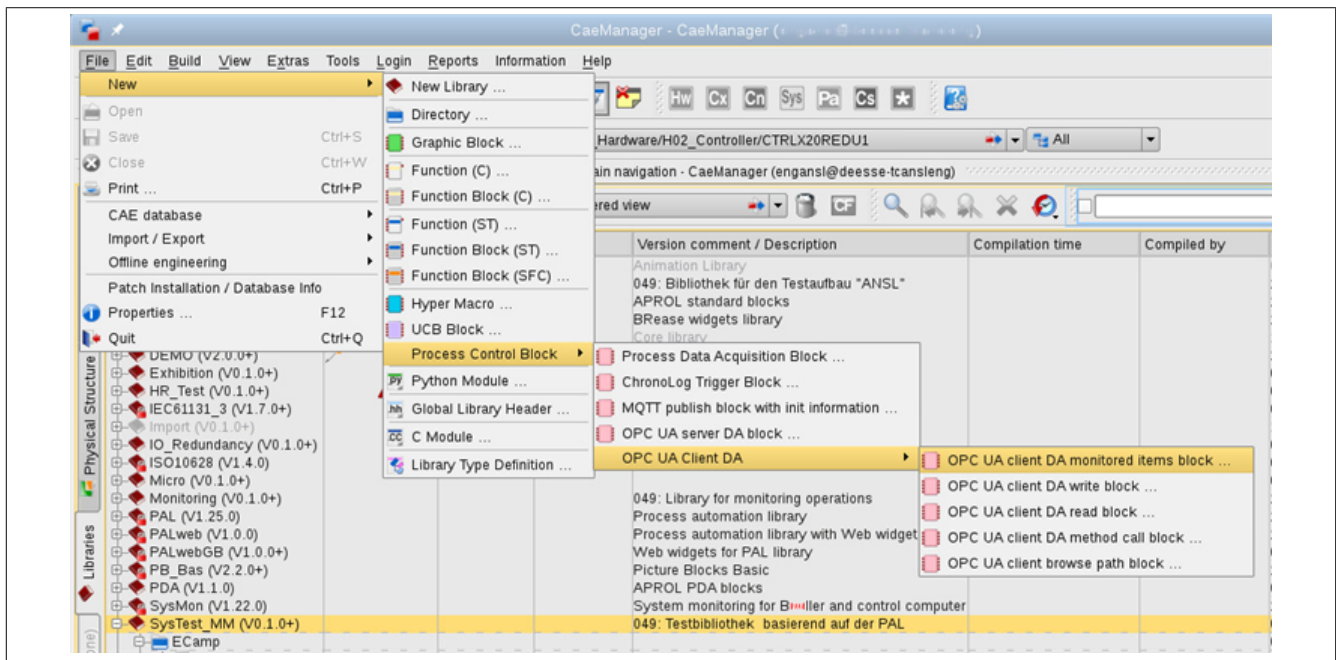 CaeManager - CaeManager (
File Edit Build View Extras Tools Login Reports Information Help
New
Open
Save Ctrl+S
Close Ctrl+W
Print ... Ctrl+P
CAE database
Import / Export
Offline engineering
Patch Installation / Database Info
Properties ... F12
Quit Ctrl+Q
New Library ...
Directory ...
Graphic Block ...
Function (C) ...
Function Block (C) ...
Function (ST) ...
Function Block (ST) ...
Function Block (SFC) ...
Hyper Macro ...
UCB Block ...
Process Control Block
Python Module ...
Global Library Header ...
C Module ...
Library Type Definition ...
Process Data Acquisition Block ...
ChronoLog Trigger Block ...
MQTT publish block with init information ...
OPC UA server DA block ...
OPC UA Client DA
OPC UA client DA monitored items block ...
OPC UA client DA write block ...
OPC UA client DA read block ...
OPC UA client DA method call block ...
OPC UA client browse path block ...
Hw Cx Cn Sys Pa Cs
_Hardware/H02_Controller/CTRLX20REDU1 All
ain navigation - CaeManager (engansl@deesse-tcansleng)
ered view CF
Version comment / Description Compilation time Compiled by
Animation Library
049: Bibliothek für den Testaufbau "ANSL"
APROL standard blocks
BRease widgets library
Core library
DEMO (V2.0.0+)
Exhibition (V0.1.0+)
HR_Test (V0.1.0+)
IEC61131_3 (V1.7.0+)
Import (V0.1.0+)
IO_Redundancy (V0.1.0+)
ISO10628 (V1.4.0)
Micro (V0.1.0+)
Monitoring (V0.1.0+) 049: Library for monitoring operations
PAL (V1.25.0) Process automation library
PALweb (V1.0.0) Process automation library with Web widget
PALwebGB (V1.0.0+) Web widgets for PAL library
PB_Bas (V2.2.0+) Picture Blocks Basic
PDA (V1.1.0) APROL PDA blocks
SysMon (V1.22.0) System monitoring for and control computer
SysTest_MM (V0.1.0+) 049: Testbibliothek basierend auf der PAL
ECamp
Physical Structure
Libraries
one)